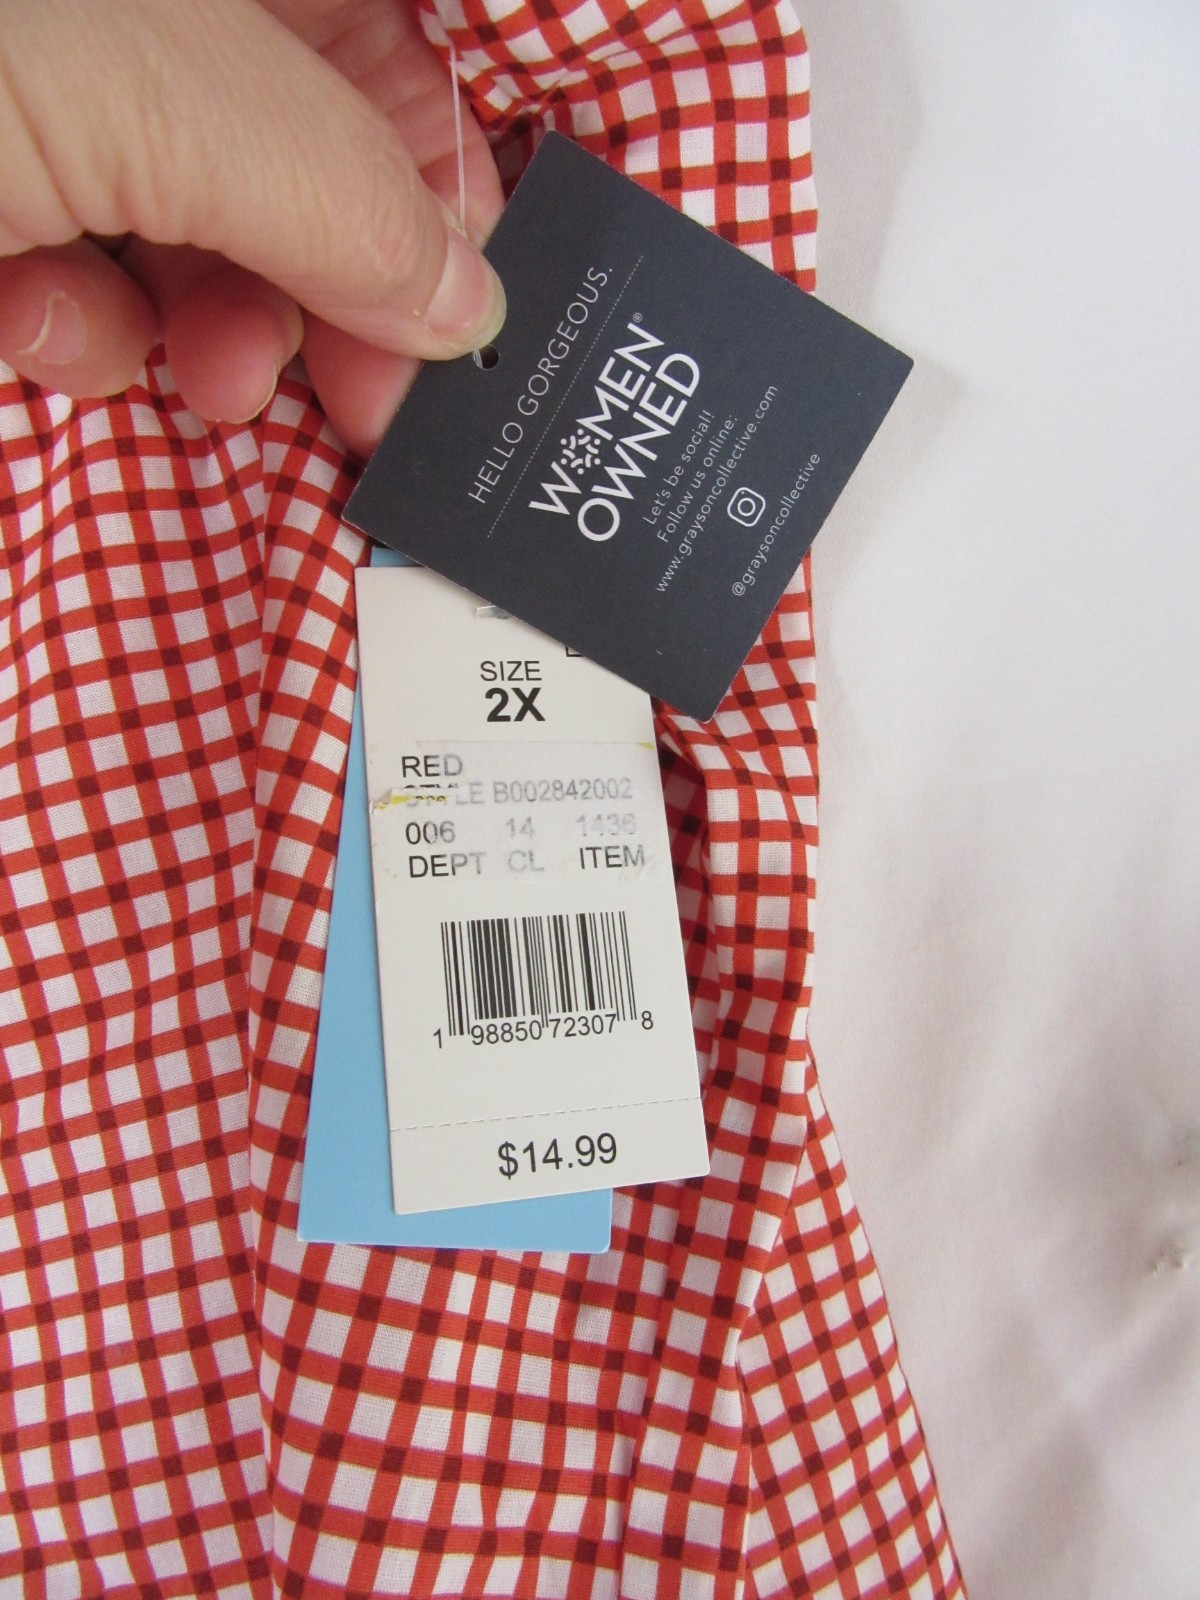 HELLO GORGEOUS.
WOMEN®
OWNED
Let's be social!
Follow us online:
www.graysoncollective.com
@graysoncollective
SIZE
2X
RED
STYLE B002842002
006 14 1436
DEPT CL ITEM
1 98850 72307 8
$14.99